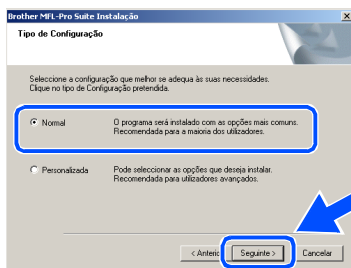 Brother MFL-Pro Suite Instalação
Tipo de Configuração
Seleccione a configuração que melhor se adequa às suas necessidades.
Clique no tipo de Configuração pretendida.
Normal
O programa será instalado com as opções mais comuns.
Recomendada para a maioria dos utilizadores.
Personalizada
Pode seleccionar as opções que deseja instalar.
Recomendada para utilizadores avançados.
< Anterio
Seguinte >
Cancelar